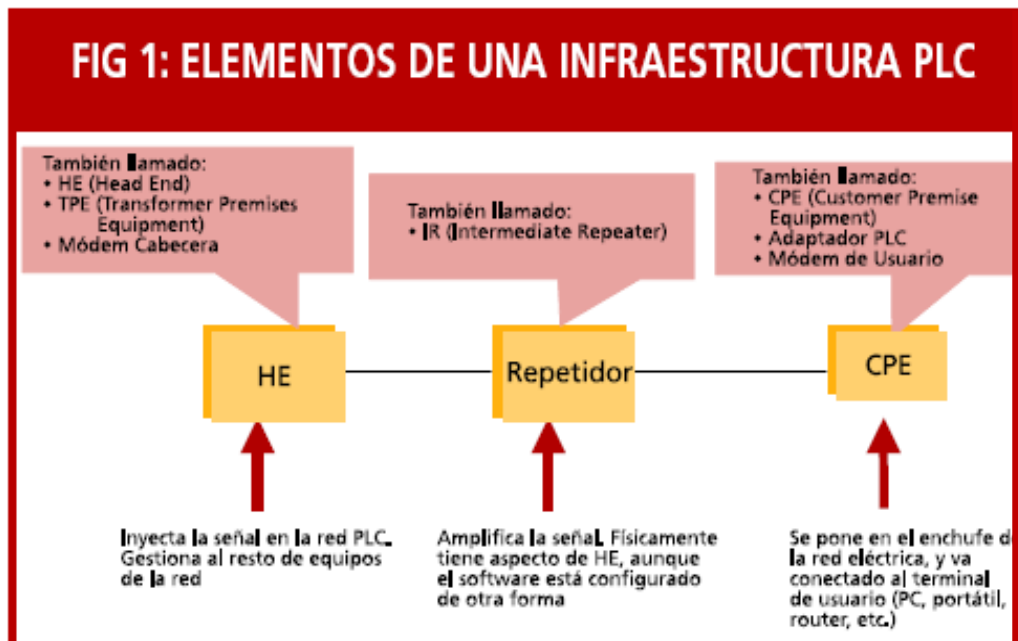 FIG 1: ELEMENTOS DE UNA INFRAESTRUCTURA PLC
También llamado:
• HE (Head End)
• TPE (Transformer Premises
Equipment)
• Módem Cabecera
También llamado:
• IR (Intermediate Repeater)
También llamado:
• CPE (Customer Premise
Equipment)
• Adaptador PLC
• Módem de Usuario
HE
Repetidor
CPE
Inyecta la señal en la red PLC.
Gestiona al resto de equipos
de la red
Amplifica la señal. Físicamente
tiene aspecto de HE, aunque
el software está configurado
de otra forma
Se pone en el enchufe de
la red eléctrica, y va
conectado al terminal
de usuario (PC, portátil,
router, etc.)